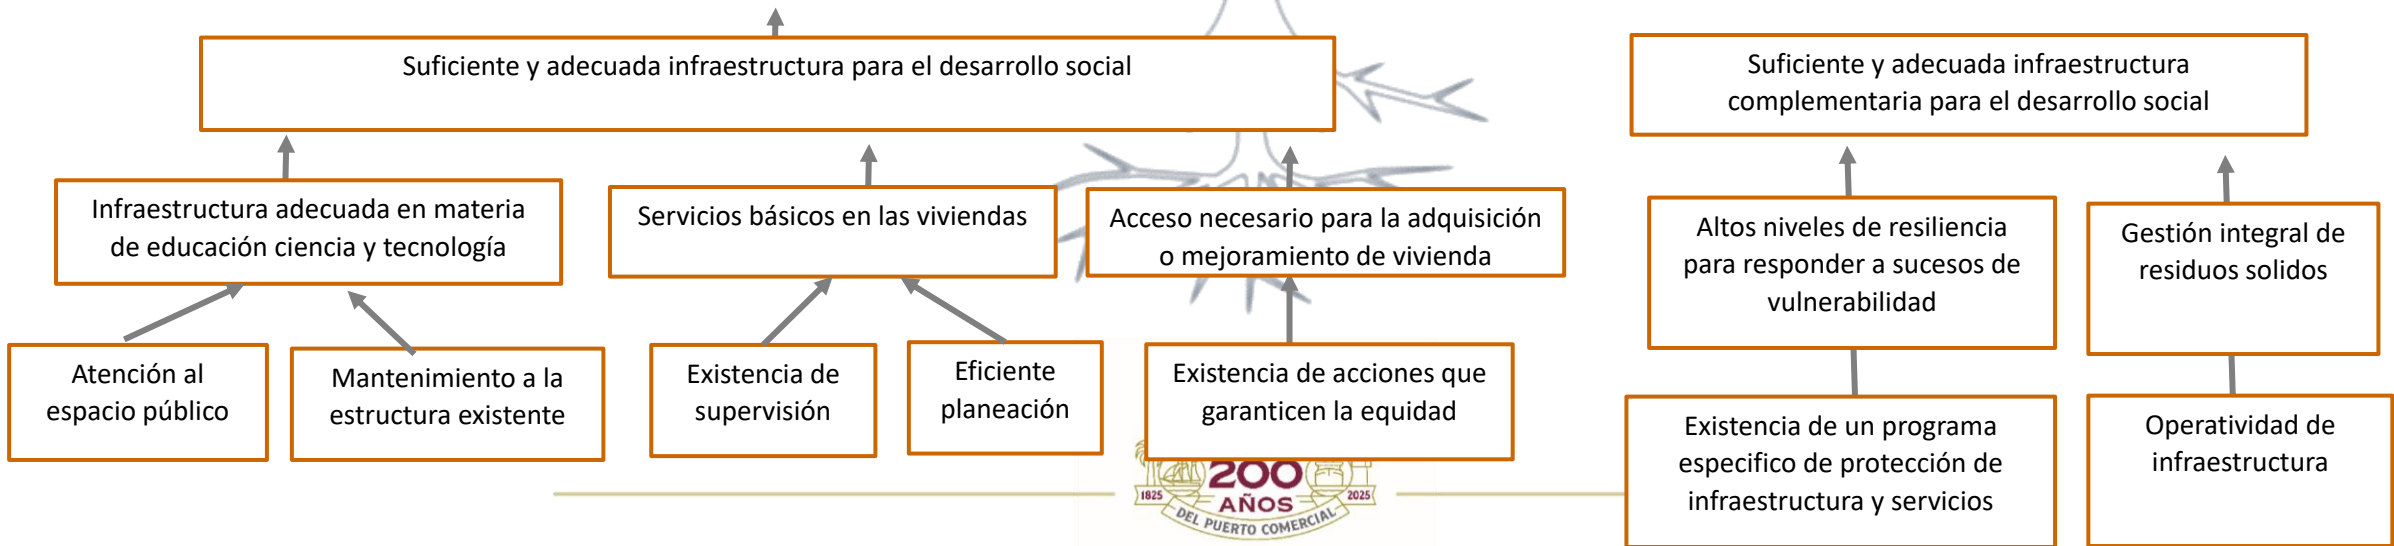 Suficiente y adecuada infraestructura para el desarrollo social
Suficiente y adecuada infraestructura
complementaria para el desarrollo social
Infraestructura adecuada en materia
de educación ciencia y tecnología
Servicios básicos en las viviendas
Acceso necesario para la adquisición
o mejoramiento de vivienda
Altos niveles de resiliencia
para responder a sucesos de
vulnerabilidad
Gestión integral de
residuos solidos
Atención al
espacio público
Mantenimiento a la
estructura existente
Existencia de
supervisión
Eficiente
planeación
Existencia de acciones que
garanticen la equidad
Existencia de un programa
especifico de protección de
infraestructura y servicios
Operatividad de
infraestructura
200
1825
AÑOS
2025
DEL PUERTO COMERCIAL